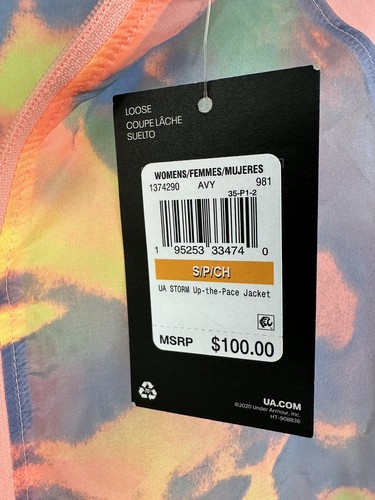 LOOSE
COUPE LÂCHE
SUELTO
WOMENS/FEMMES/MUJERES
1374290 AVY 981
35-P1-2
1 95253 33474 0
S/P/CH
UA STORM Up-the-Pace Jacket
MSRP $100.00
UA.COM
©2020 Under Armour, Inc.
HT-908836